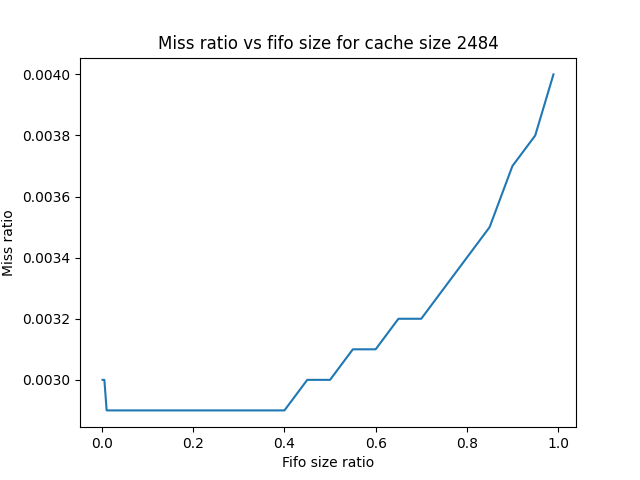 Miss ratio vs fifo size for cache size 2484
0.0040
0.0038
0.0036
0.0034
0.0032
0.0030
Miss ratio
0.0 0.2 0.4 0.6 0.8 1.0
Fifo size ratio